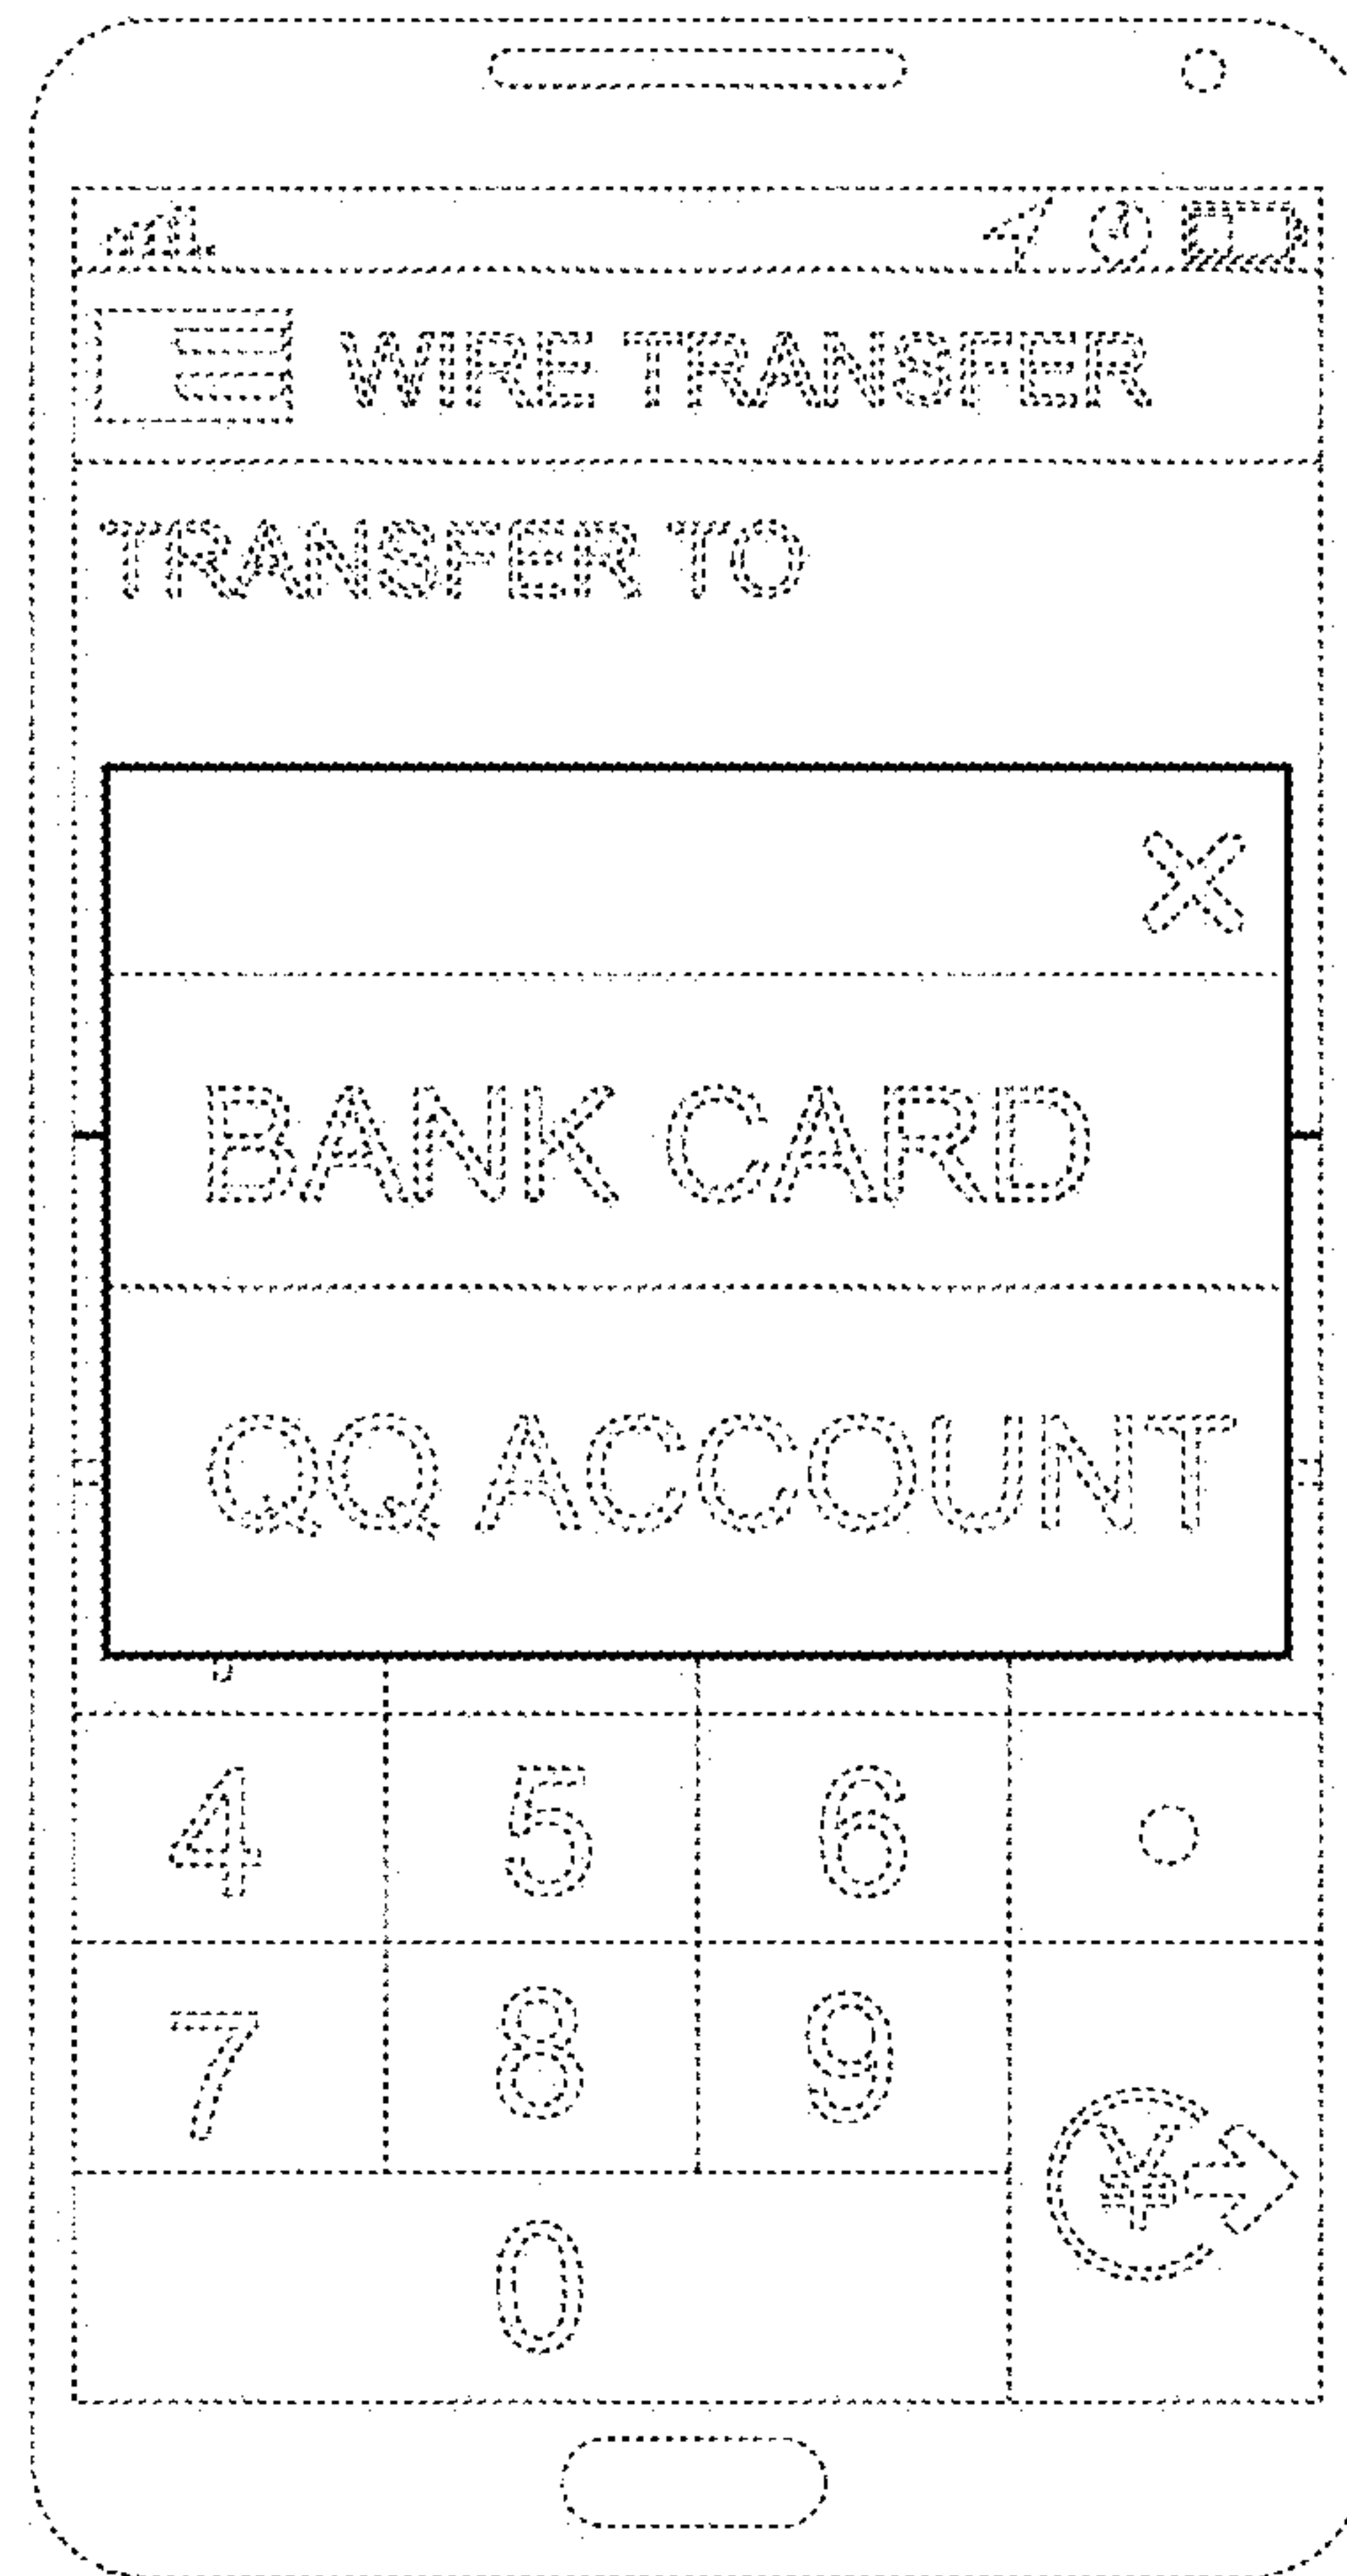 WIRE TRANSFER
TRANSFER TO
BANK CARD
QQ ACCOUNT
4 5 6
7 8 9
¥
0